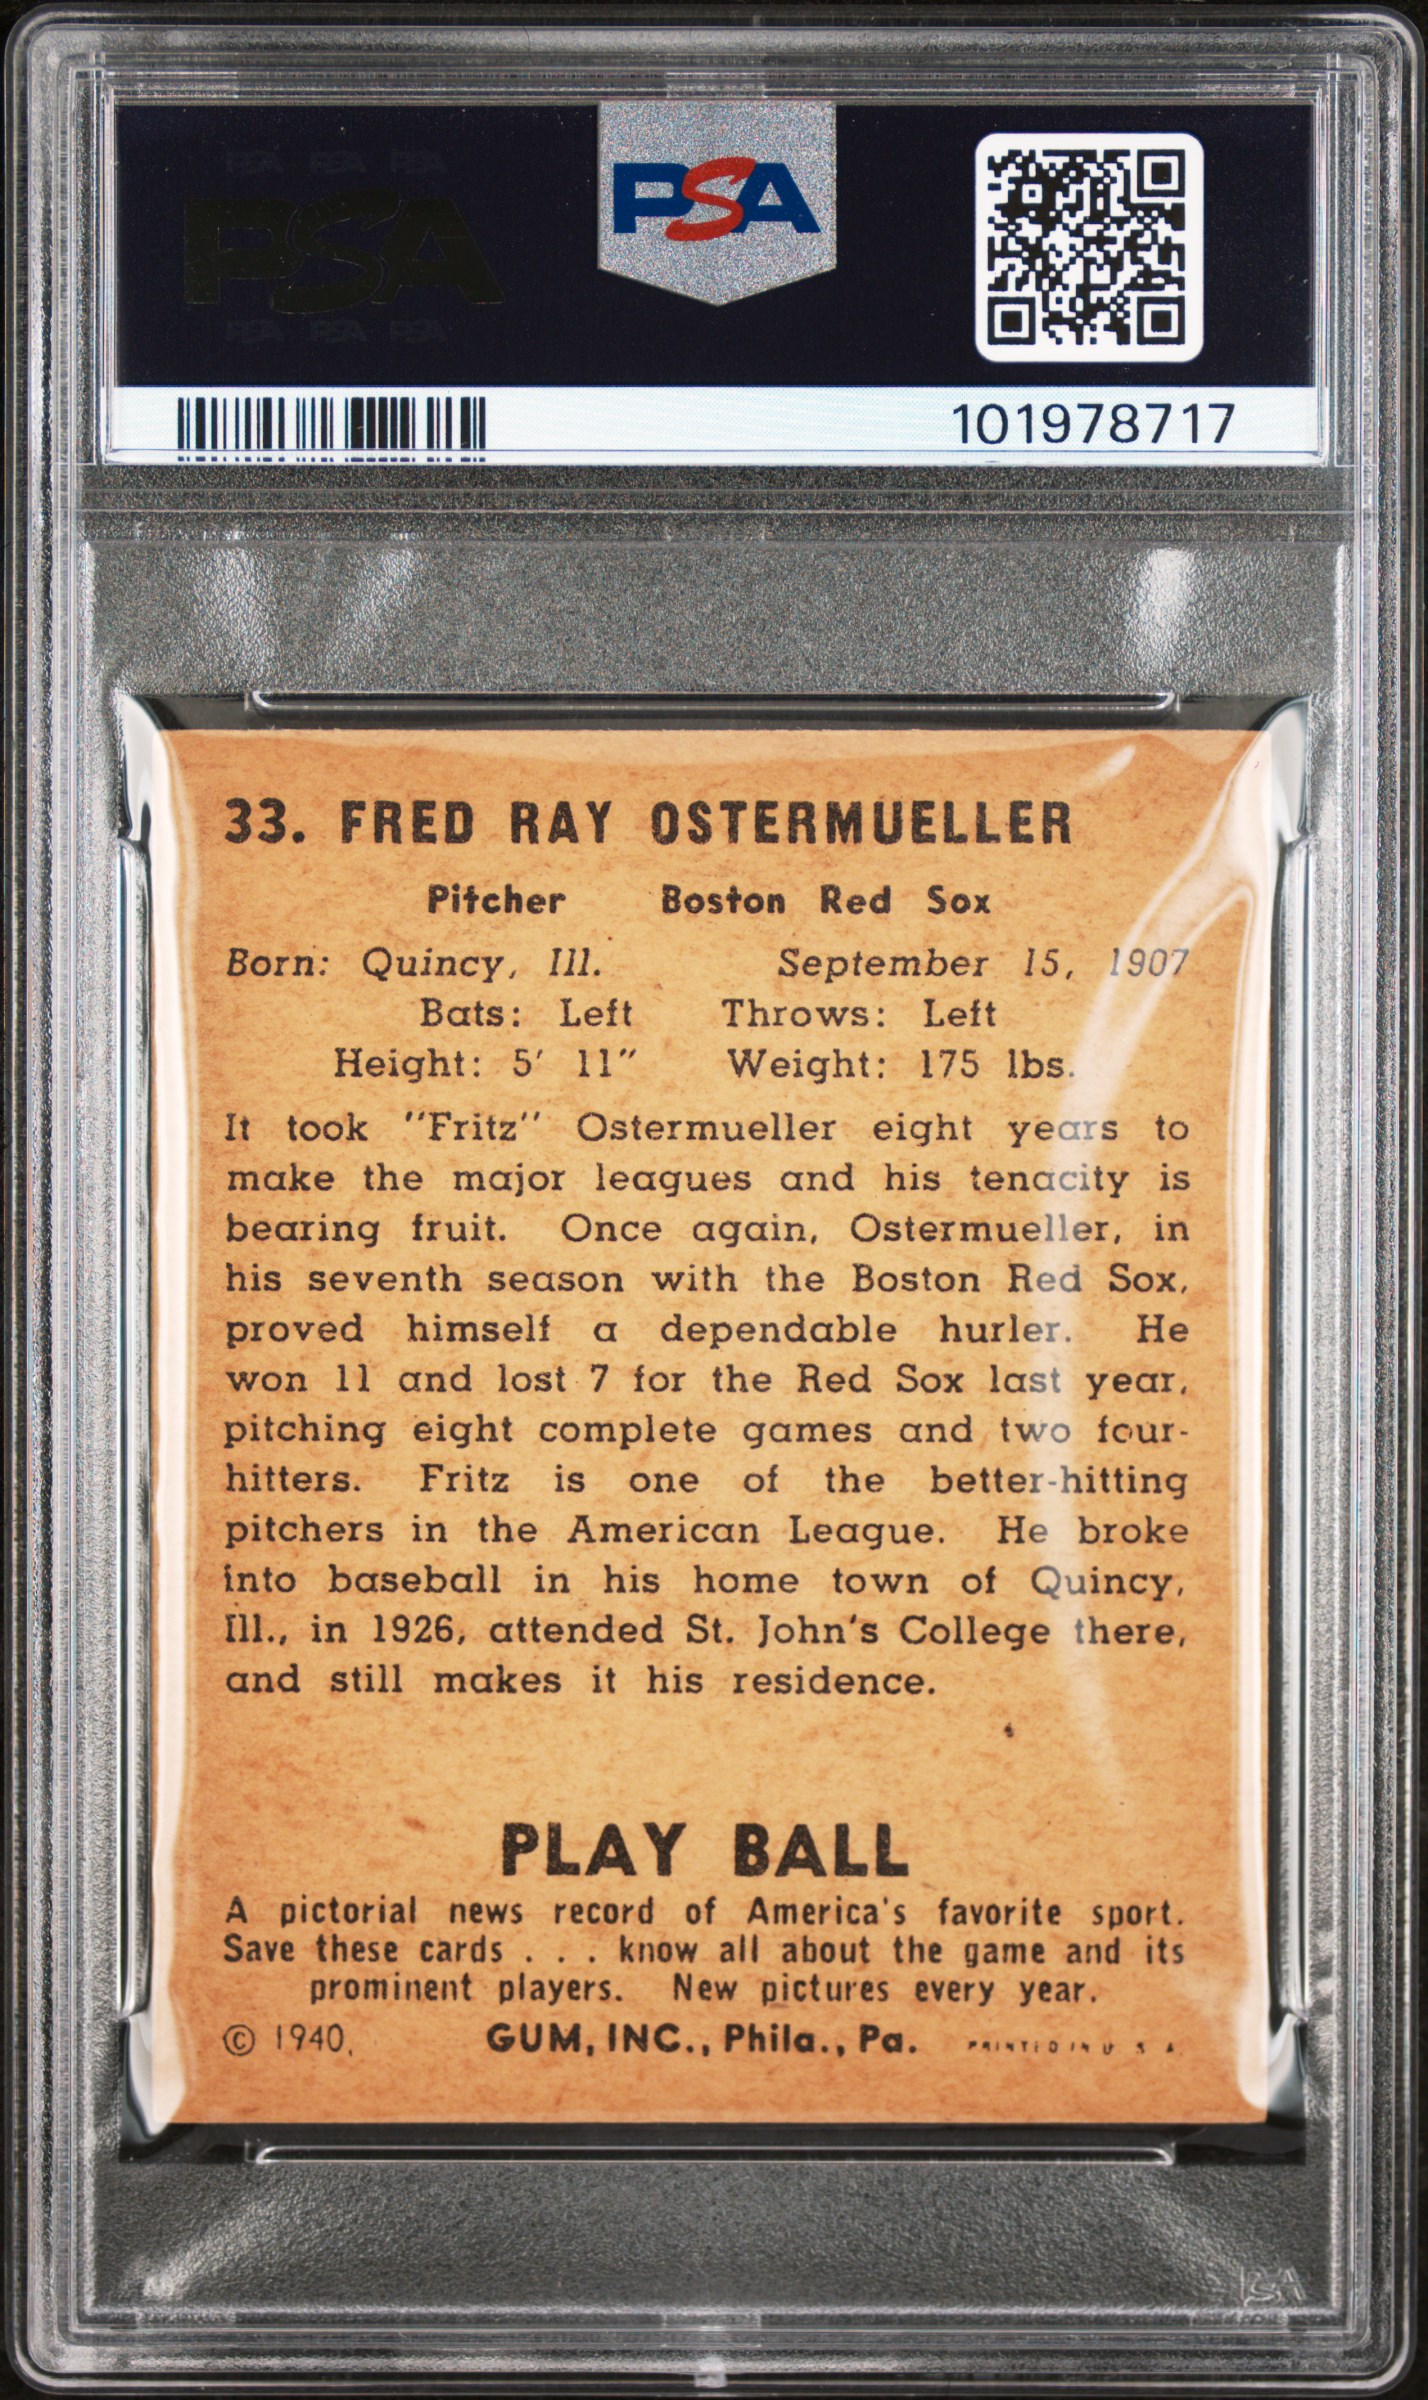 PSA PSA PSA
PSA
PSA PSA PSA
PSA
101978717
33. FRED RAY OSTERMUELLER
Pitcher Boston Red Sox
Born: Quincy, Ill. September 15, 1907
Bats: Left Throws: Left
Height: 5' 11" Weight: 175 lbs.
It took "Fritz" Ostermueller eight years to
make the major leagues and his tenacity is
bearing fruit. Once again, Ostermueller, in
his seventh season with the Boston Red Sox,
proved himself a dependable hurler. He
won 11 and lost 7 for the Red Sox last year,
pitching eight complete games and two four-
hitters. Fritz is one of the better-hitting
pitchers in the American League. He broke
into baseball in his home town of Quincy,
Ill., in 1926, attended St. John's College there,
and still makes it his residence.
PLAY BALL
A pictorial news record of America's favorite sport.
Save these cards . . . know all about the game and its
prominent players. New pictures every year.
© 1940, GUM, INC., Phila., Pa. PRINTED IN U S A
PSA